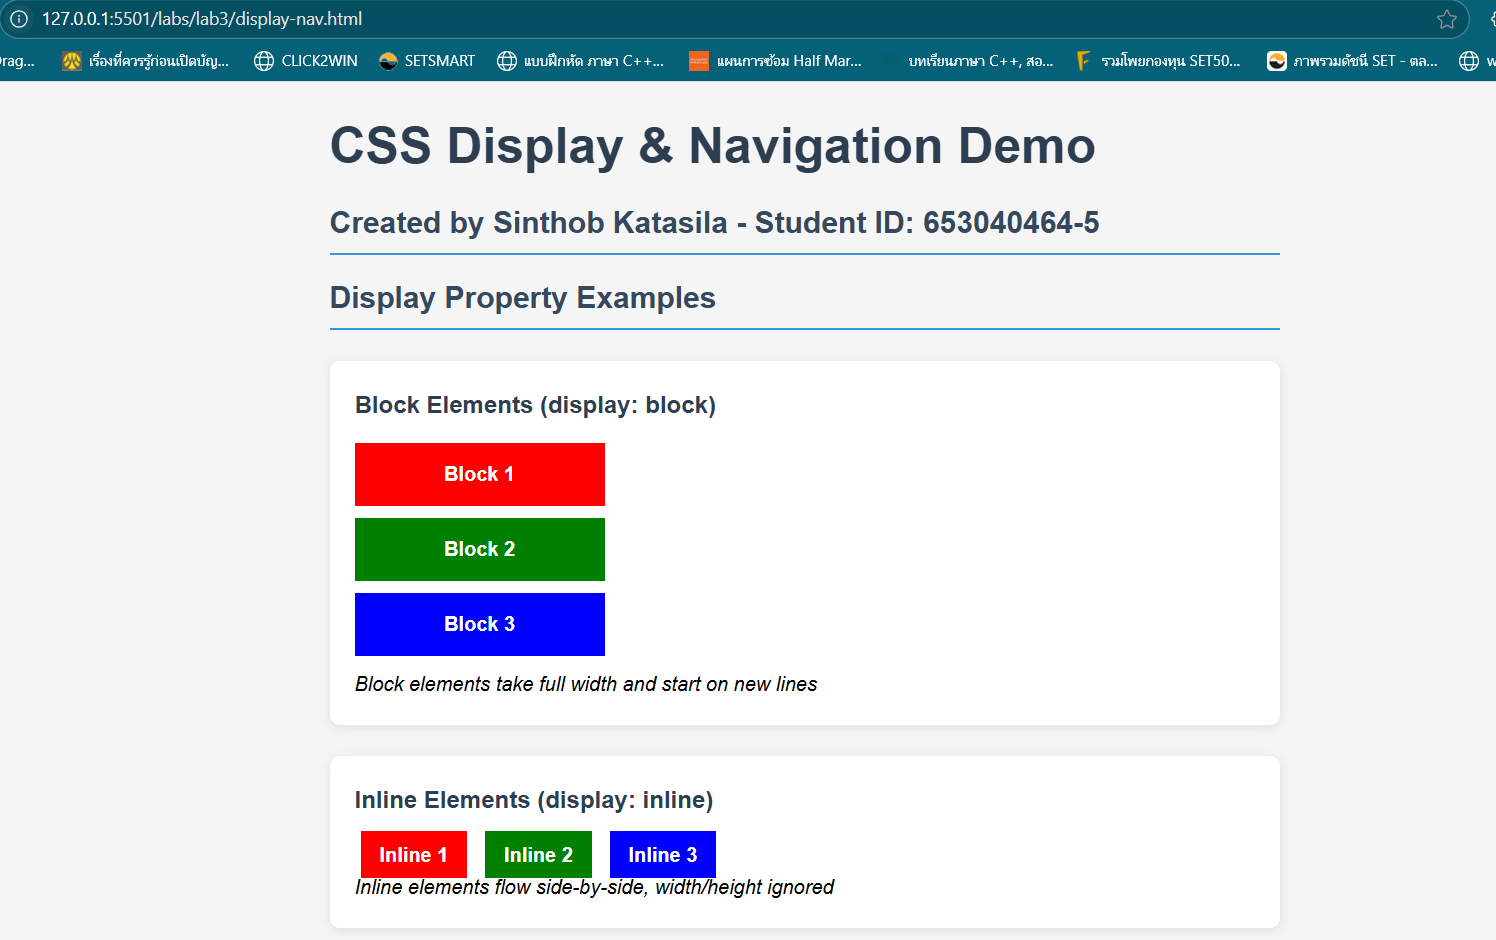 127.0.0.1:5501/labs/lab3/display-nav.html
rag... เรื่องที่ควรรู้ก่อนเปิดบัญ... CLICK2WIN SETSMART แบบฝึกหัด ภาษา C++... แผนการซ้อม Half Mar... บทเรียนภาษา C++, สอ... รวมโพยกองทุน SET50... ภาพรวมดัชนี SET - ตล... w
CSS Display & Navigation Demo
Created by Sinthob Katasila - Student ID: 653040464-5
Display Property Examples
Block Elements (display: block)
Block 1
Block 2
Block 3
Block elements take full width and start on new lines
Inline Elements (display: inline)
Inline 1 Inline 2 Inline 3
Inline elements flow side-by-side, width/height ignored